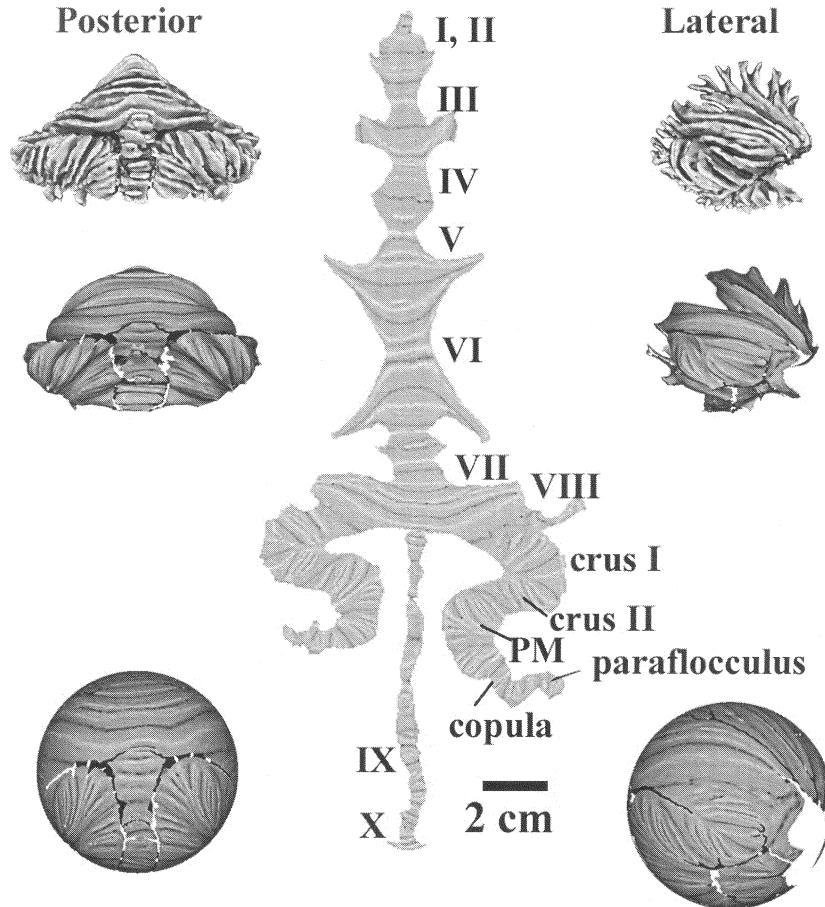 Posterior
Lateral
I, II
III
IV
V
VI
VII
VIII
crus I
crus II
PM
paraflocculus
copula
IX
2 cm
X